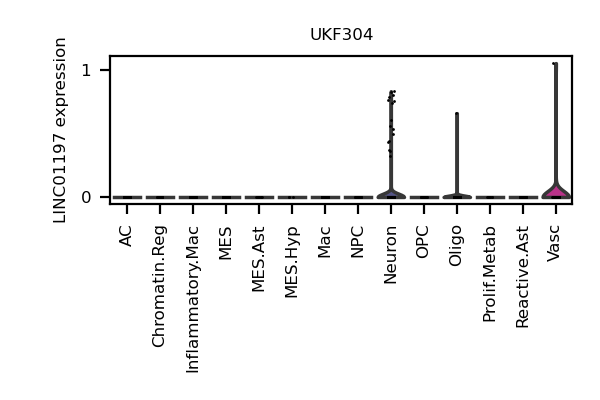 UKF304
LINC01197 expression
1
0
AC
Chromatin.Reg
Inflammatory.Mac
MES
MES.Ast
MES.Hyp
Mac
NPC
Neuron
OPC
Oligo
Prolif.Metab
Reactive.Ast
Vasc